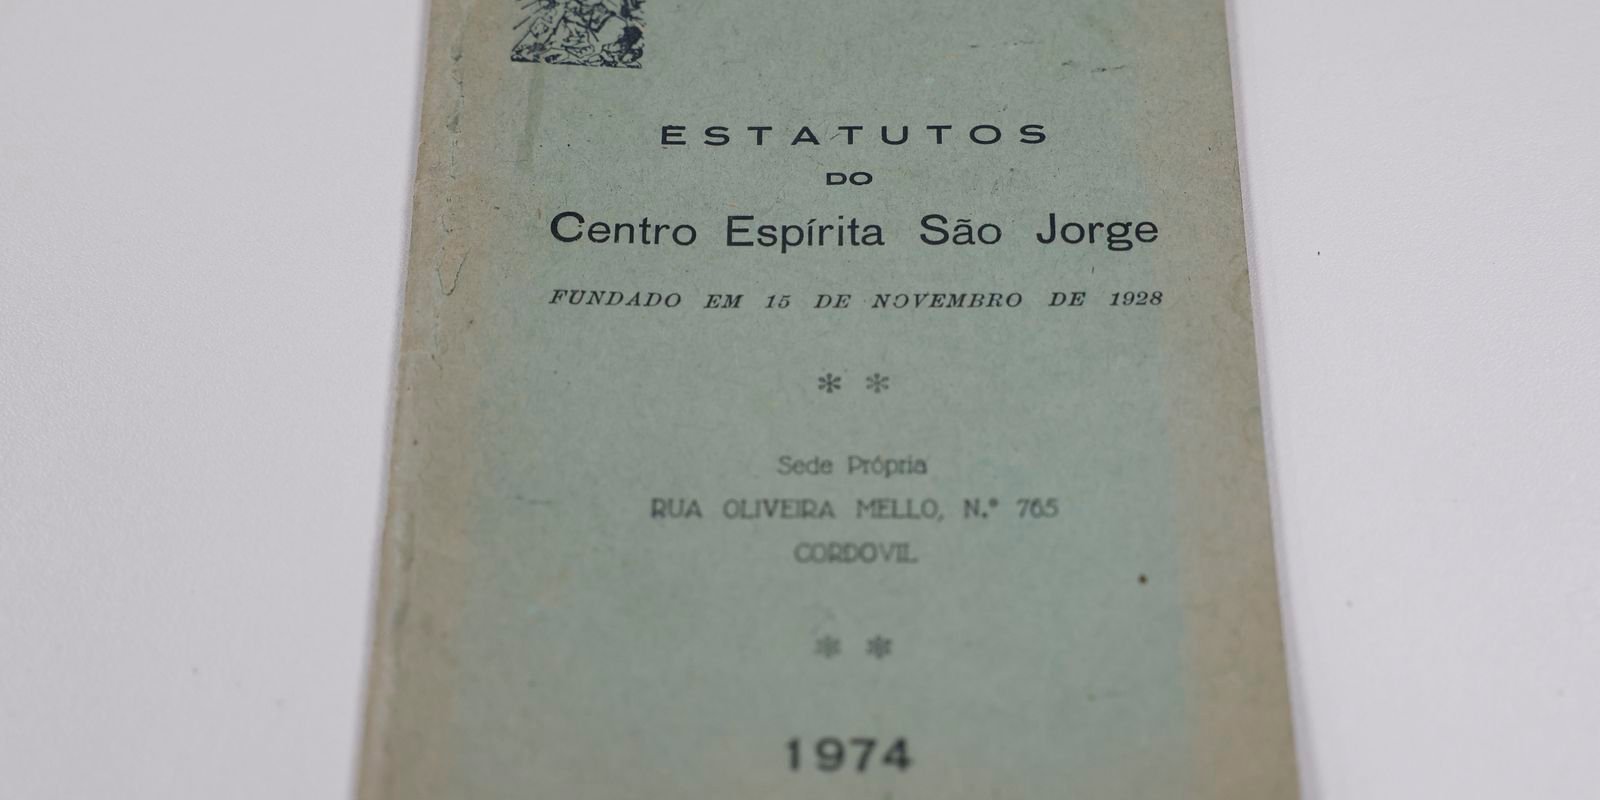 ESTATUTOS
DO
Centro Espírita São Jorge
FUNDADO EM 15 DE NOVEMBRO DE 1928
* *
Sede Própria
RUA OLIVEIRA MELLO, N.º 765
CORDOVIL
* *
1974